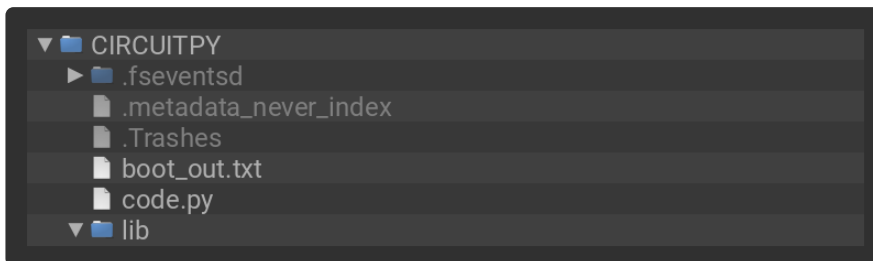 CIRCUITPY
.fseventsd
.metadata_never_index
.Trashes
boot_out.txt
code.py
lib